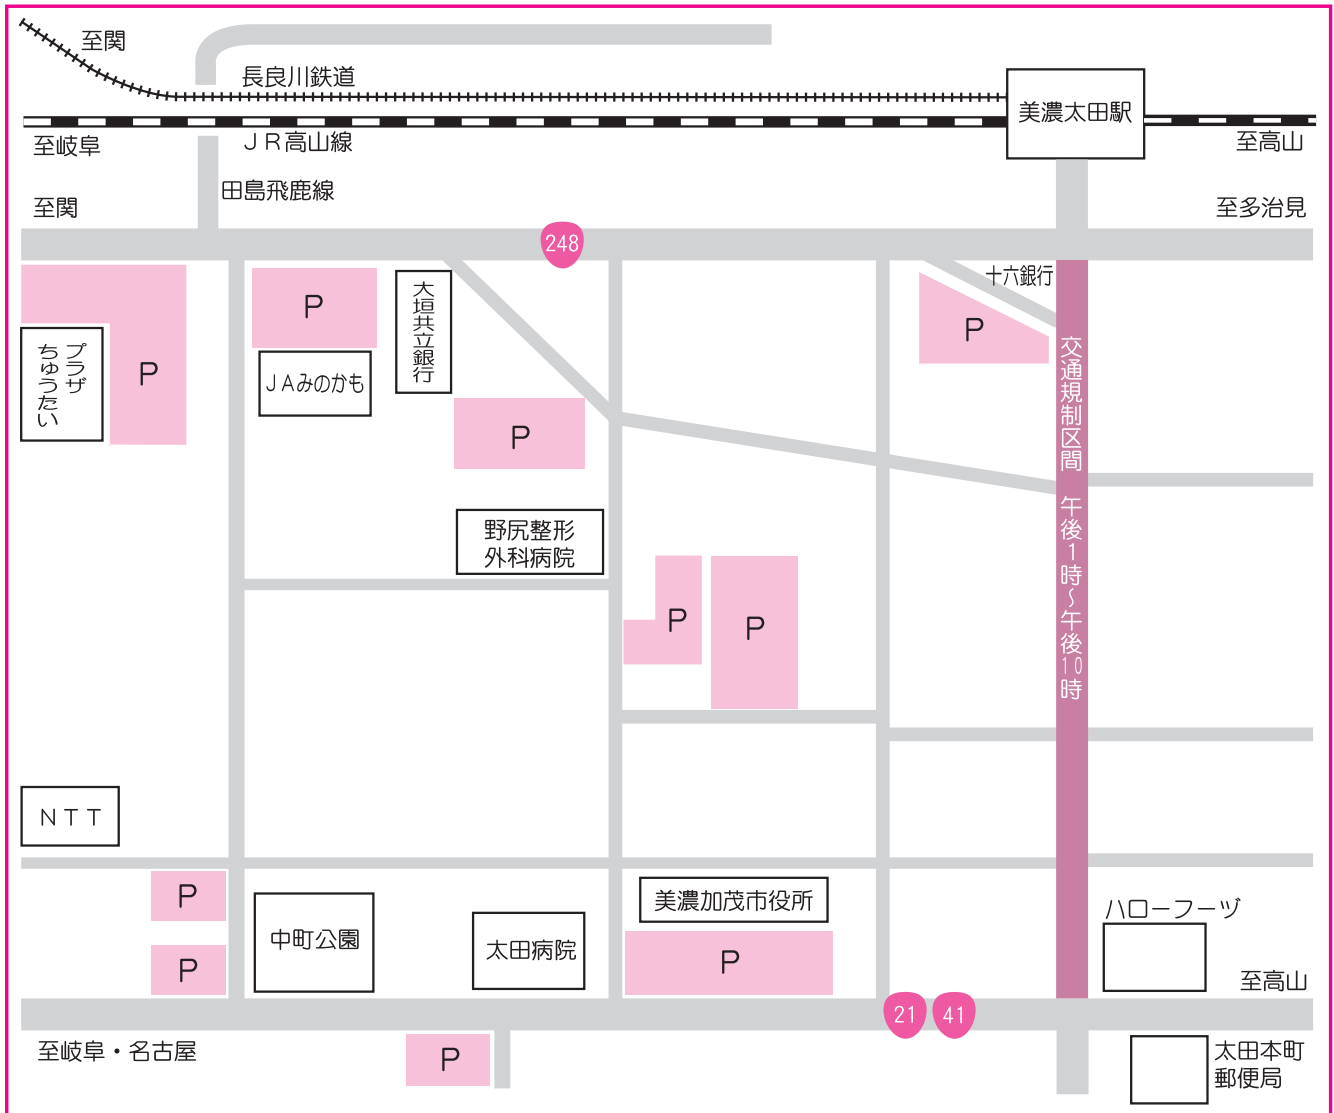 至関
長良川鉄道
美濃太田駅
至岐阜
JR高山線
至高山
田島飛鹿線
至関
至多治見
248
十六銀行
P
大垣共立銀行
P
P
プラザ
ちゅうたい
P
JAみのかも
P
交通規制区間 午後1時〜午後10時
野尻整形
外科病院
P
P
NTT
P
美濃加茂市役所
ハローフーヅ
中町公園
太田病院
P
P
至高山
21
41
至岐阜・名古屋
P
太田本町
郵便局